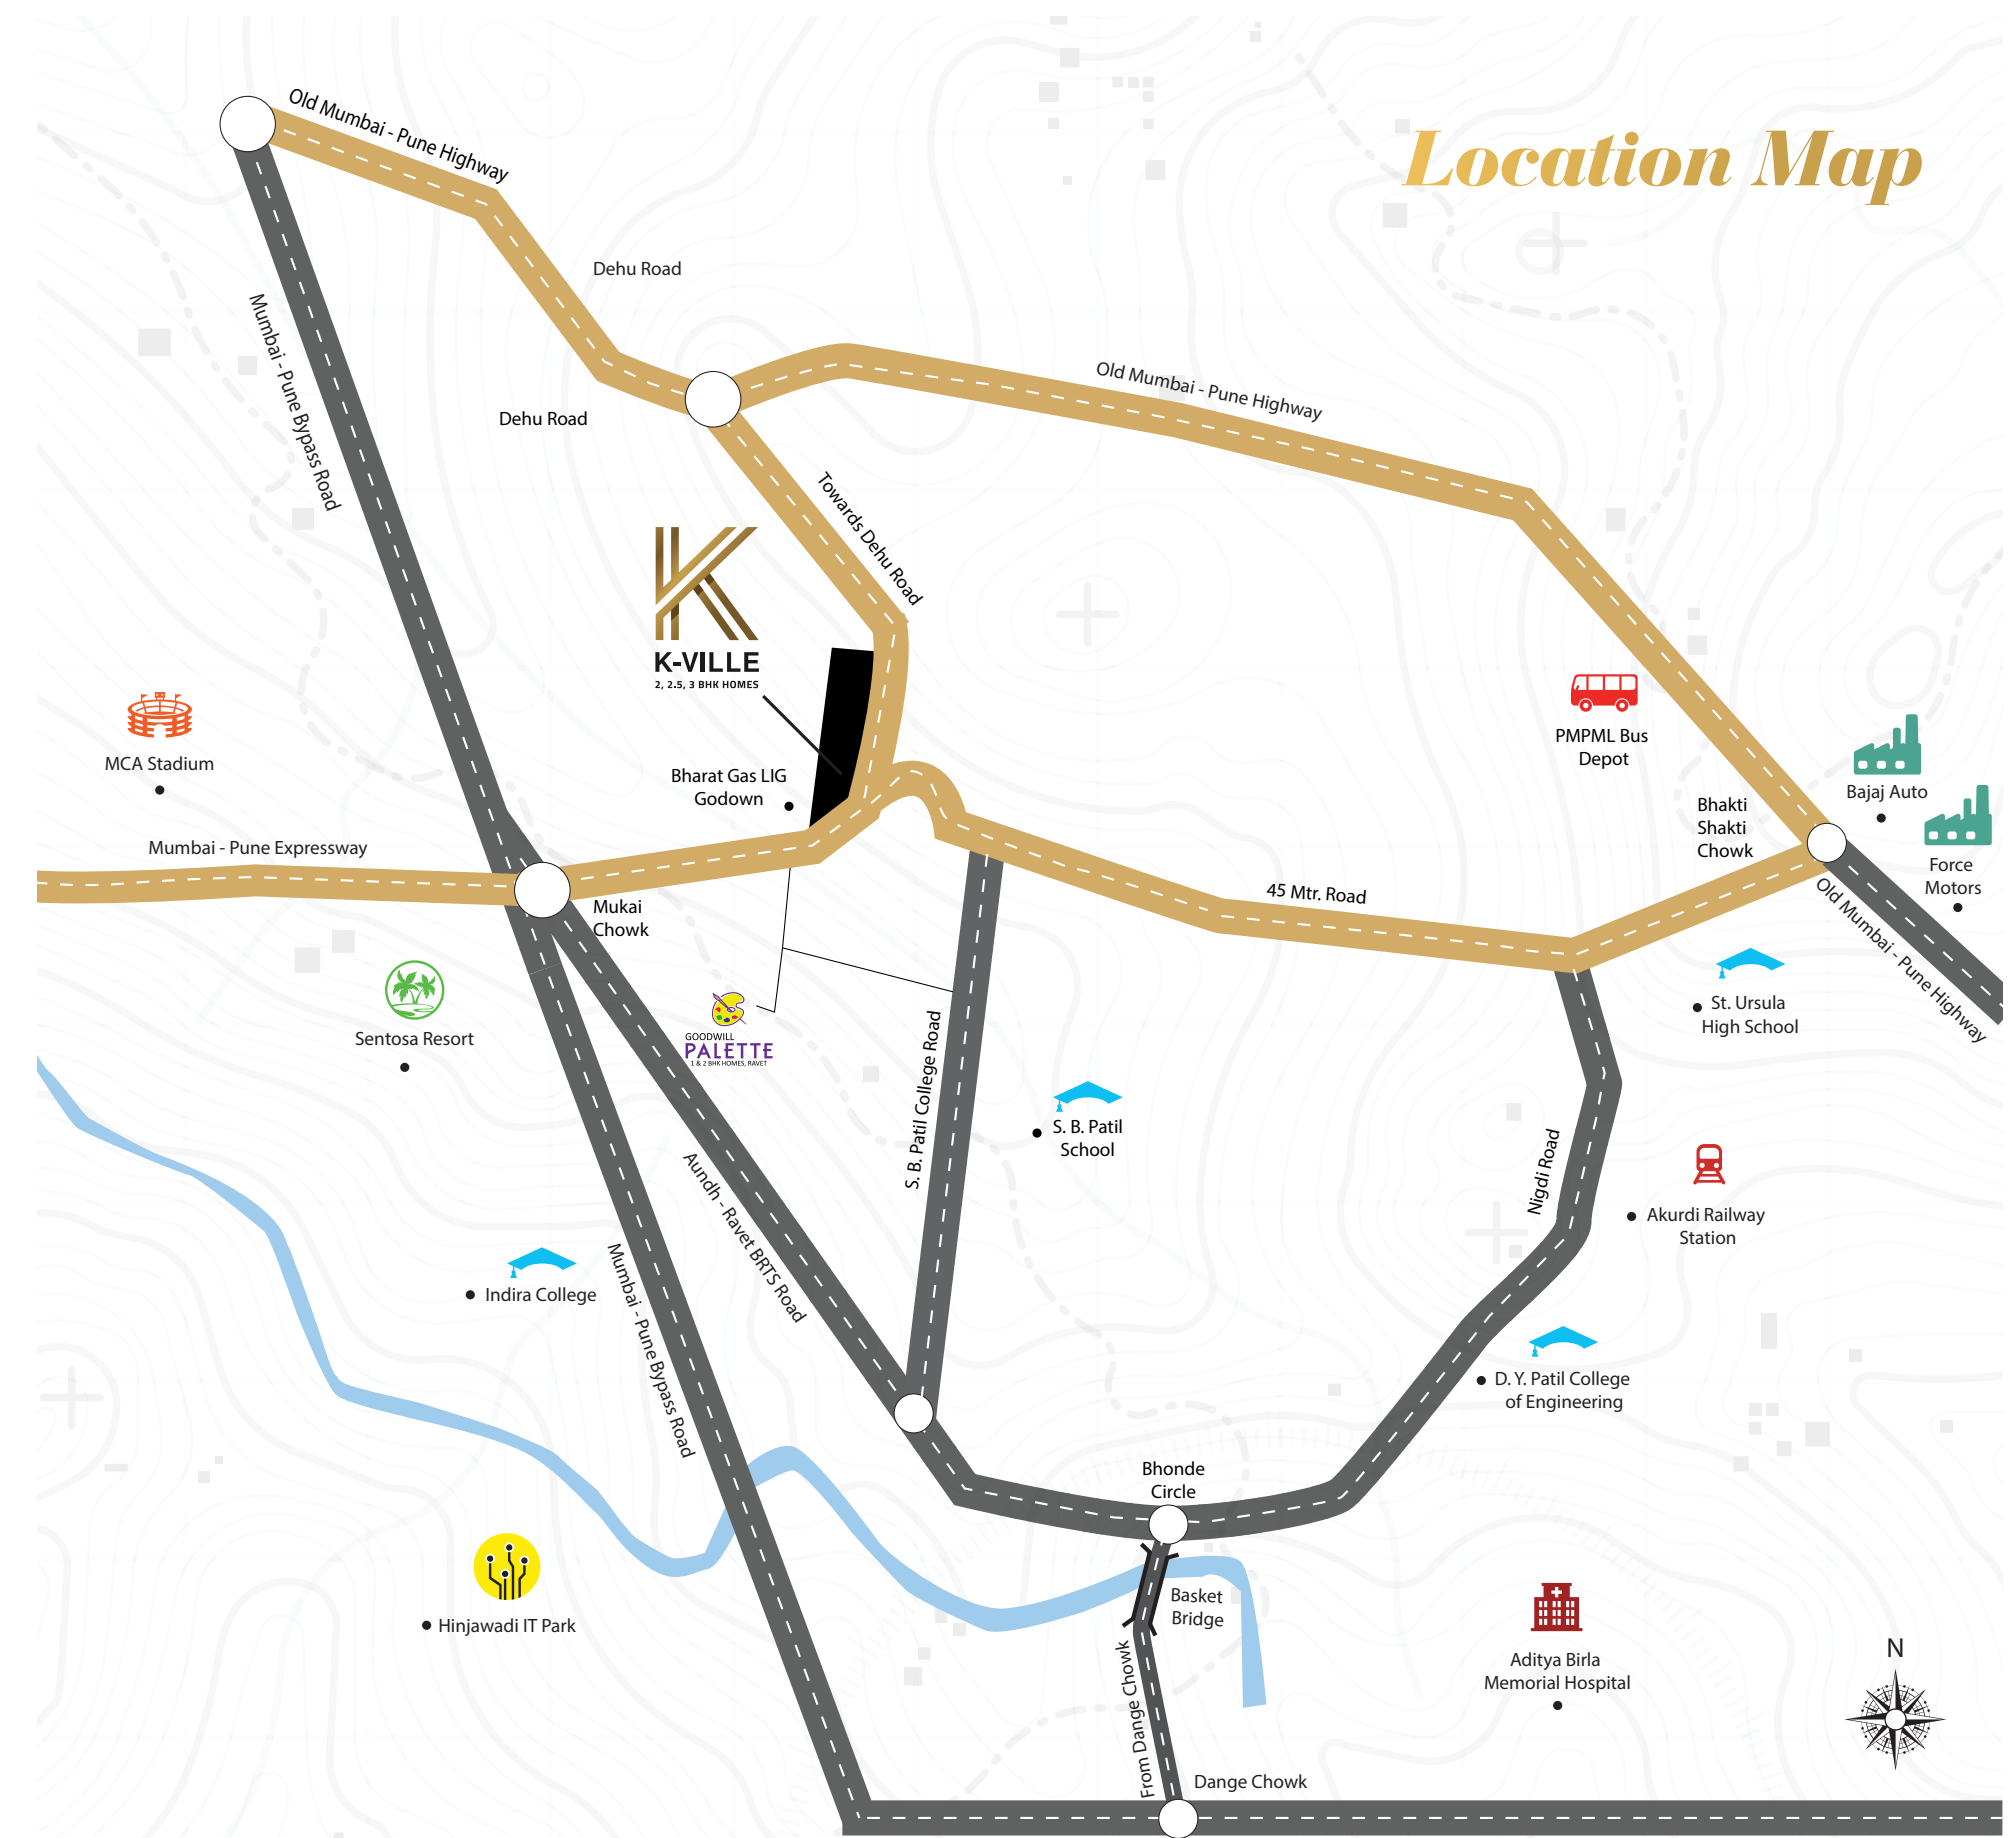 Old Mumbai - Pune Highway
Location Map
Dehu Road
Mumbai - Pune Bypass Road
Dehu Road
Old Mumbai - Pune Highway
Towards Dehu Road
K-VILLE
2, 2.5, 3 BHK HOMES
MCA Stadium
Bharat Gas LIG
Godown
PMPML Bus
Depot
Bajaj Auto
Bhakti
Shakti
Chowk
Force
Motors
Mumbai - Pune Expressway
Mukai
Chowk
45 Mtr. Road
Old Mumbai - Pune Highway
St. Ursula
High School
Sentosa Resort
GOODWILL
PALETTE
1 & 2 BHK HOMES, RAVET
S. B. Patil College Road
S. B. Patil
School
Nigdi Road
Akurdi Railway
Station
Aundh - Ravet BRTS Road
Indira College
Mumbai - Pune Bypass Road
D. Y. Patil College
of Engineering
Bhonde
Circle
Basket
Bridge
Hinjawadi IT Park
From Dange Chowk
Aditya Birla
Memorial Hospital
N
Dange Chowk